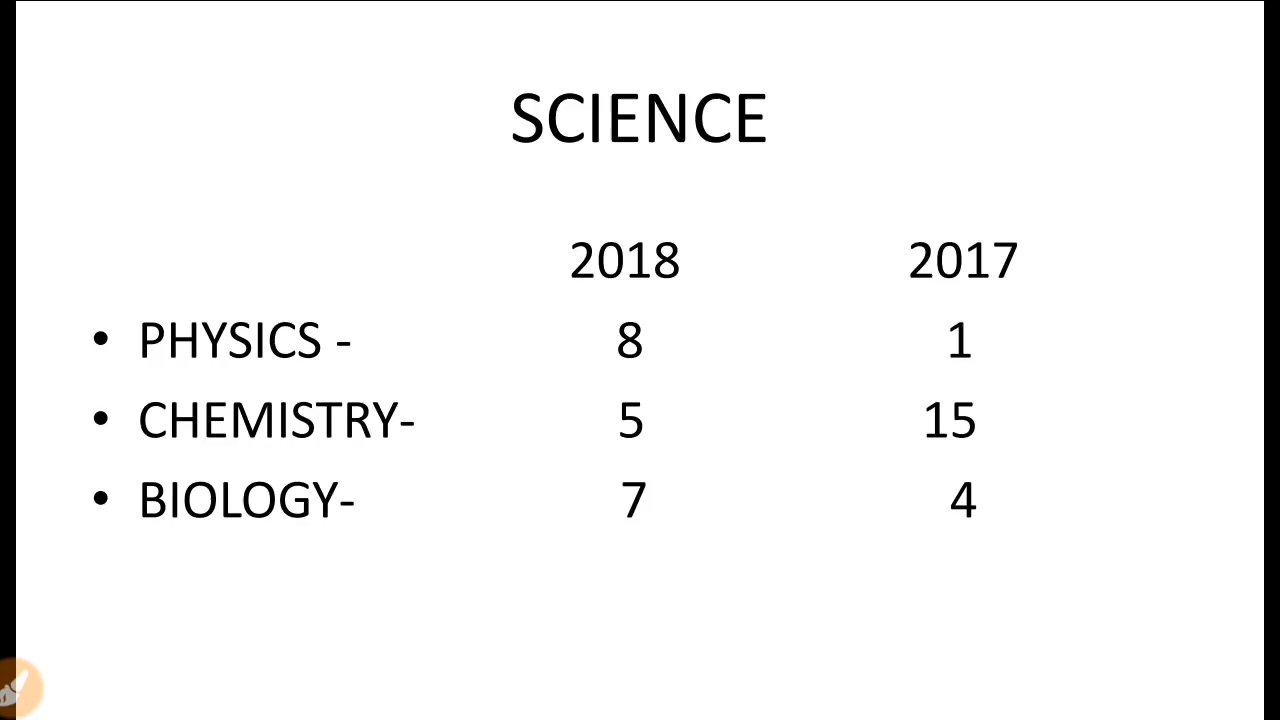 SCIENCE
2018 2017
• PHYSICS - 8 1
• CHEMISTRY- 5 15
• BIOLOGY- 7 4